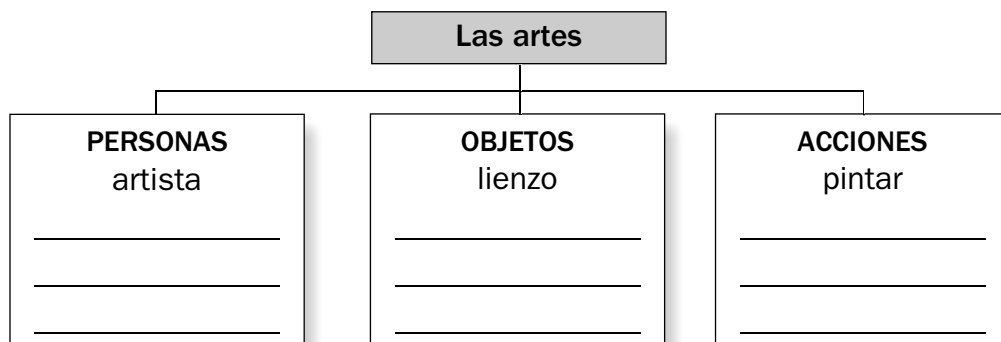 Las artes
PERSONAS
artista
OBJETOS
lienzo
ACCIONES
pintar